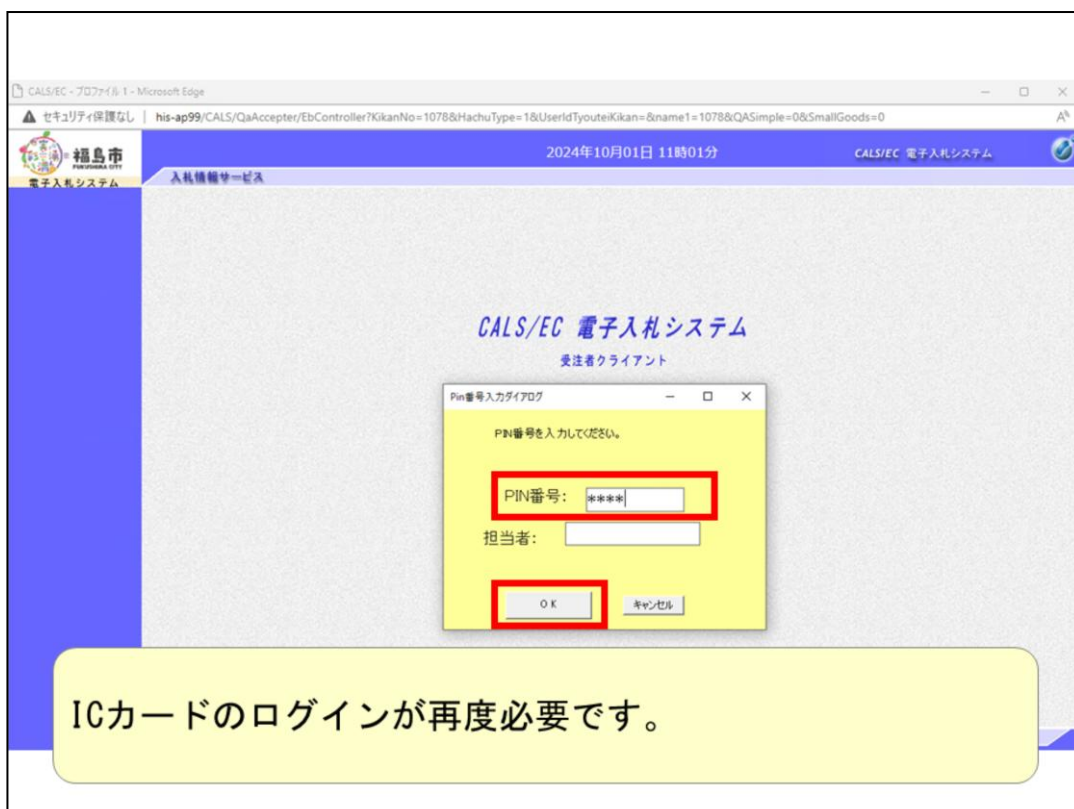 CALS/EC - プロファイル 1 - Microsoft Edge
セキュリティ保護なし | his-ap99/CALS/QaAccepter/EbController?KikanNo=1078&HachuType=1&UserIdTyouteiKikan=&name1=1078&QASimple=0&SmallGoods=0
福島市
FUKUSHIMA CITY
電子入札システム
2024年10月01日 11時01分
CALS/EC 電子入札システム
入札情報サービス
CALS/EC 電子入札システム
受注者クライアント
Pin番号入力ダイアログ
PIN番号を入力してください。
PIN番号: ****
担当者:
OK キャンセル
ICカードのログインが再度必要です。